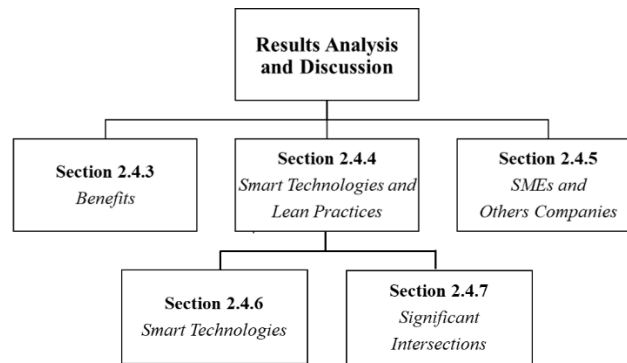 Results Analysis
and Discussion
Section 2.4.3
Benefits
Section 2.4.4
Smart Technologies and
Lean Practices
Section 2.4.5
SMEs and
Others Companies
Section 2.4.6
Smart Technologies
Section 2.4.7
Significant
Intersections